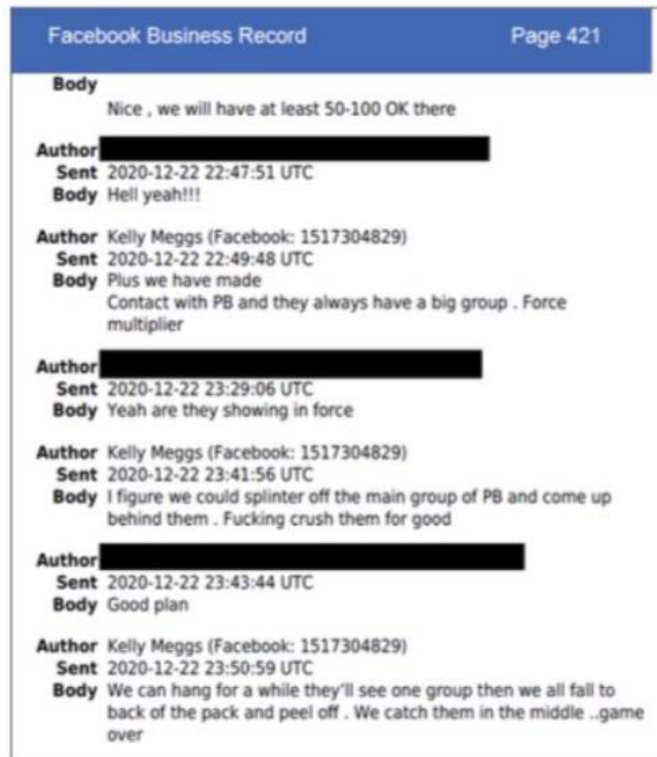 Facebook Business Record Page 421
Body
Nice , we will have at least 50-100 OK there
Author
Sent 2020-12-22 22:47:51 UTC
Body Hell yeah!!!
Author Kelly Meggs (Facebook: 1517304829)
Sent 2020-12-22 22:49:48 UTC
Body Plus we have made
Contact with PB and they always have a big group . Force
multiplier
Author
Sent 2020-12-22 23:29:06 UTC
Body Yeah are they showing in force
Author Kelly Meggs (Facebook: 1517304829)
Sent 2020-12-22 23:41:56 UTC
Body I figure we could splinter off the main group of PB and come up
behind them . Fucking crush them for good
Author
Sent 2020-12-22 23:43:44 UTC
Body Good plan
Author Kelly Meggs (Facebook: 1517304829)
Sent 2020-12-22 23:50:59 UTC
Body We can hang for a while they'll see one group then we all fall to
back of the pack and peel off . We catch them in the middle ..game
over